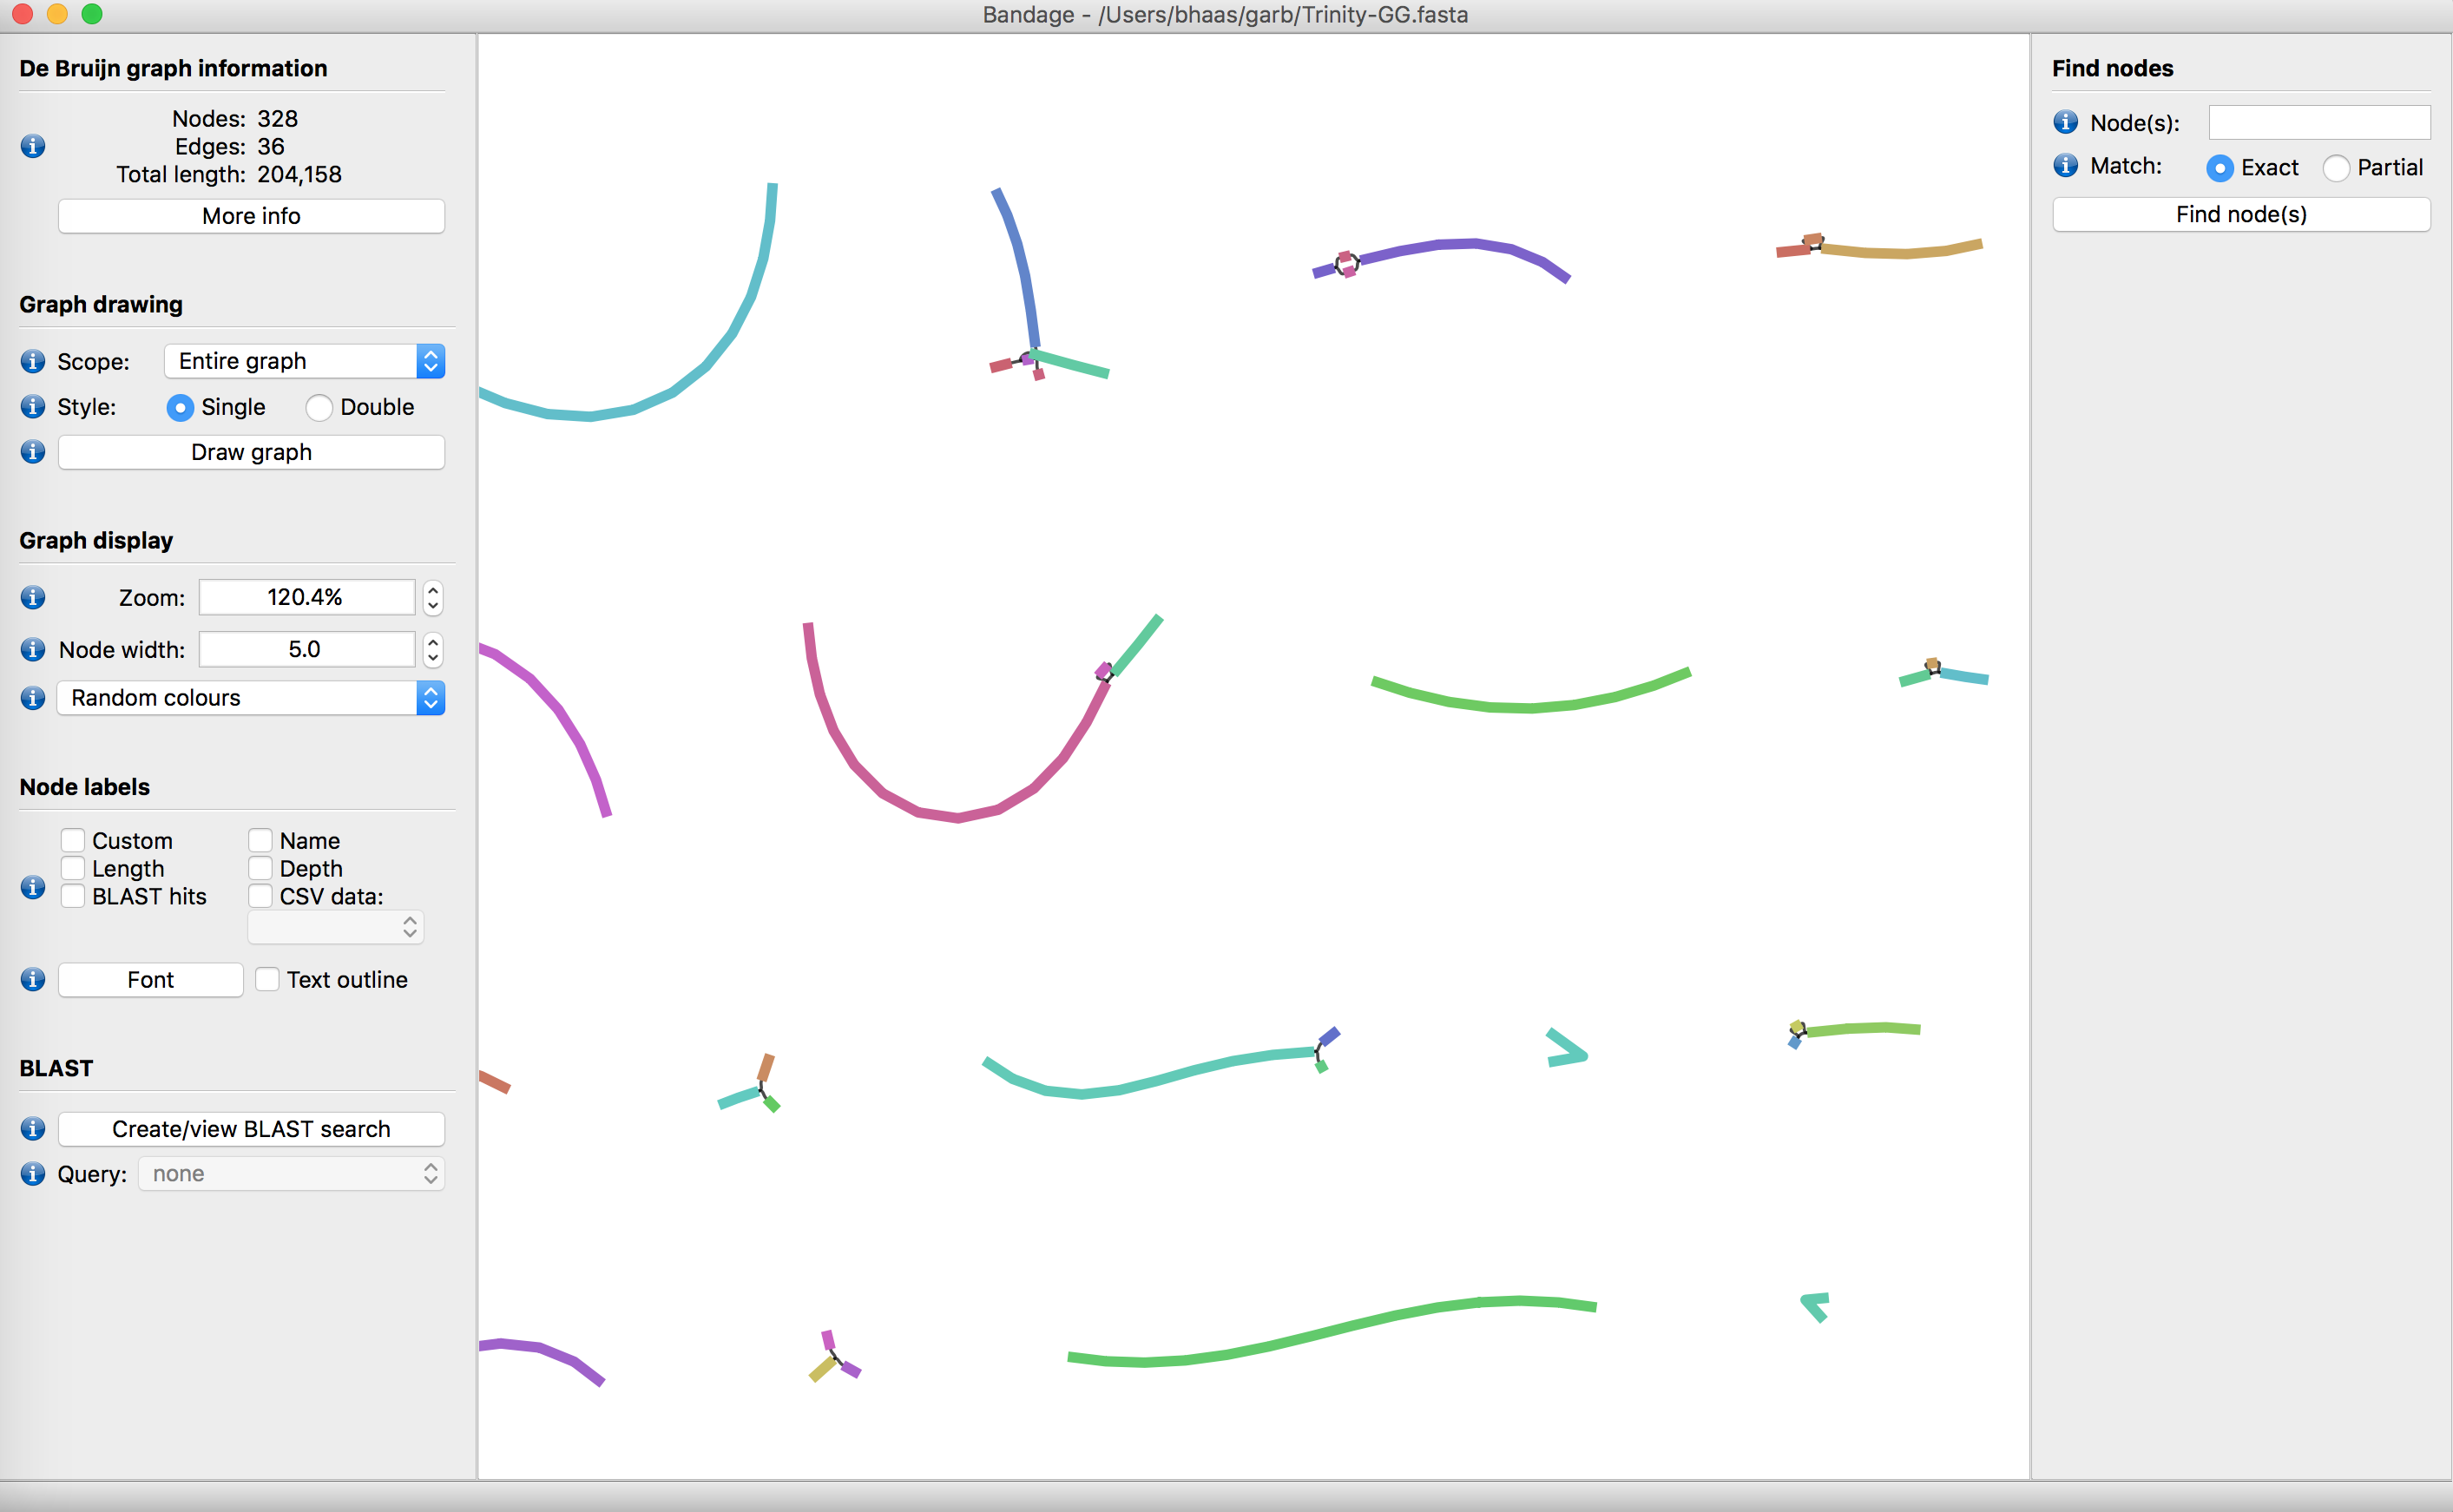 Bandage - /Users/bhaas/garb/Trinity-GG.fasta
De Bruijn graph information
Nodes: 328
Edges: 36
Total length: 204,158
More info
Graph drawing
Scope: Entire graph
Style: Single Double
Draw graph
Graph display
Zoom: 120.4%
Node width: 5.0
Random colours
Node labels
Custom Name
Length Depth
BLAST hits CSV data:
Font Text outline
BLAST
Create/view BLAST search
Query: none
Find nodes
Node(s):
Match: Exact Partial
Find node(s)